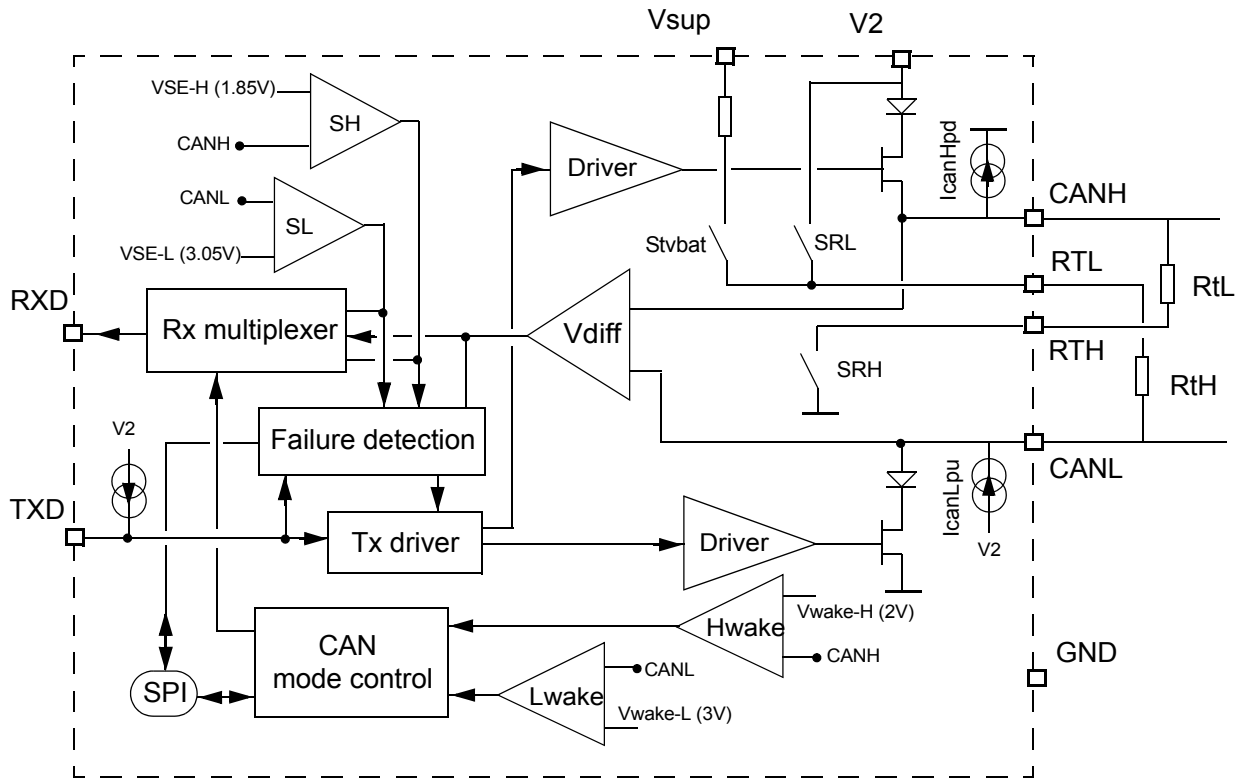 Vsup
V2
VSE-H (1.85V)
SH
CANH
CANL
SL
VSE-L (3.05V)
Driver
IcanHpd
CANH
Stvbat
SRL
RTL
RtL
RXD
Rx multiplexer
Vdiff
RTH
SRH
RtH
V2
Failure detection
CANL
TXD
Tx driver
Driver
IcanLpu
V2
CAN
mode control
Hwake
Vwake-H (2V)
CANH
GND
SPI
Lwake
CANL
Vwake-L (3V)